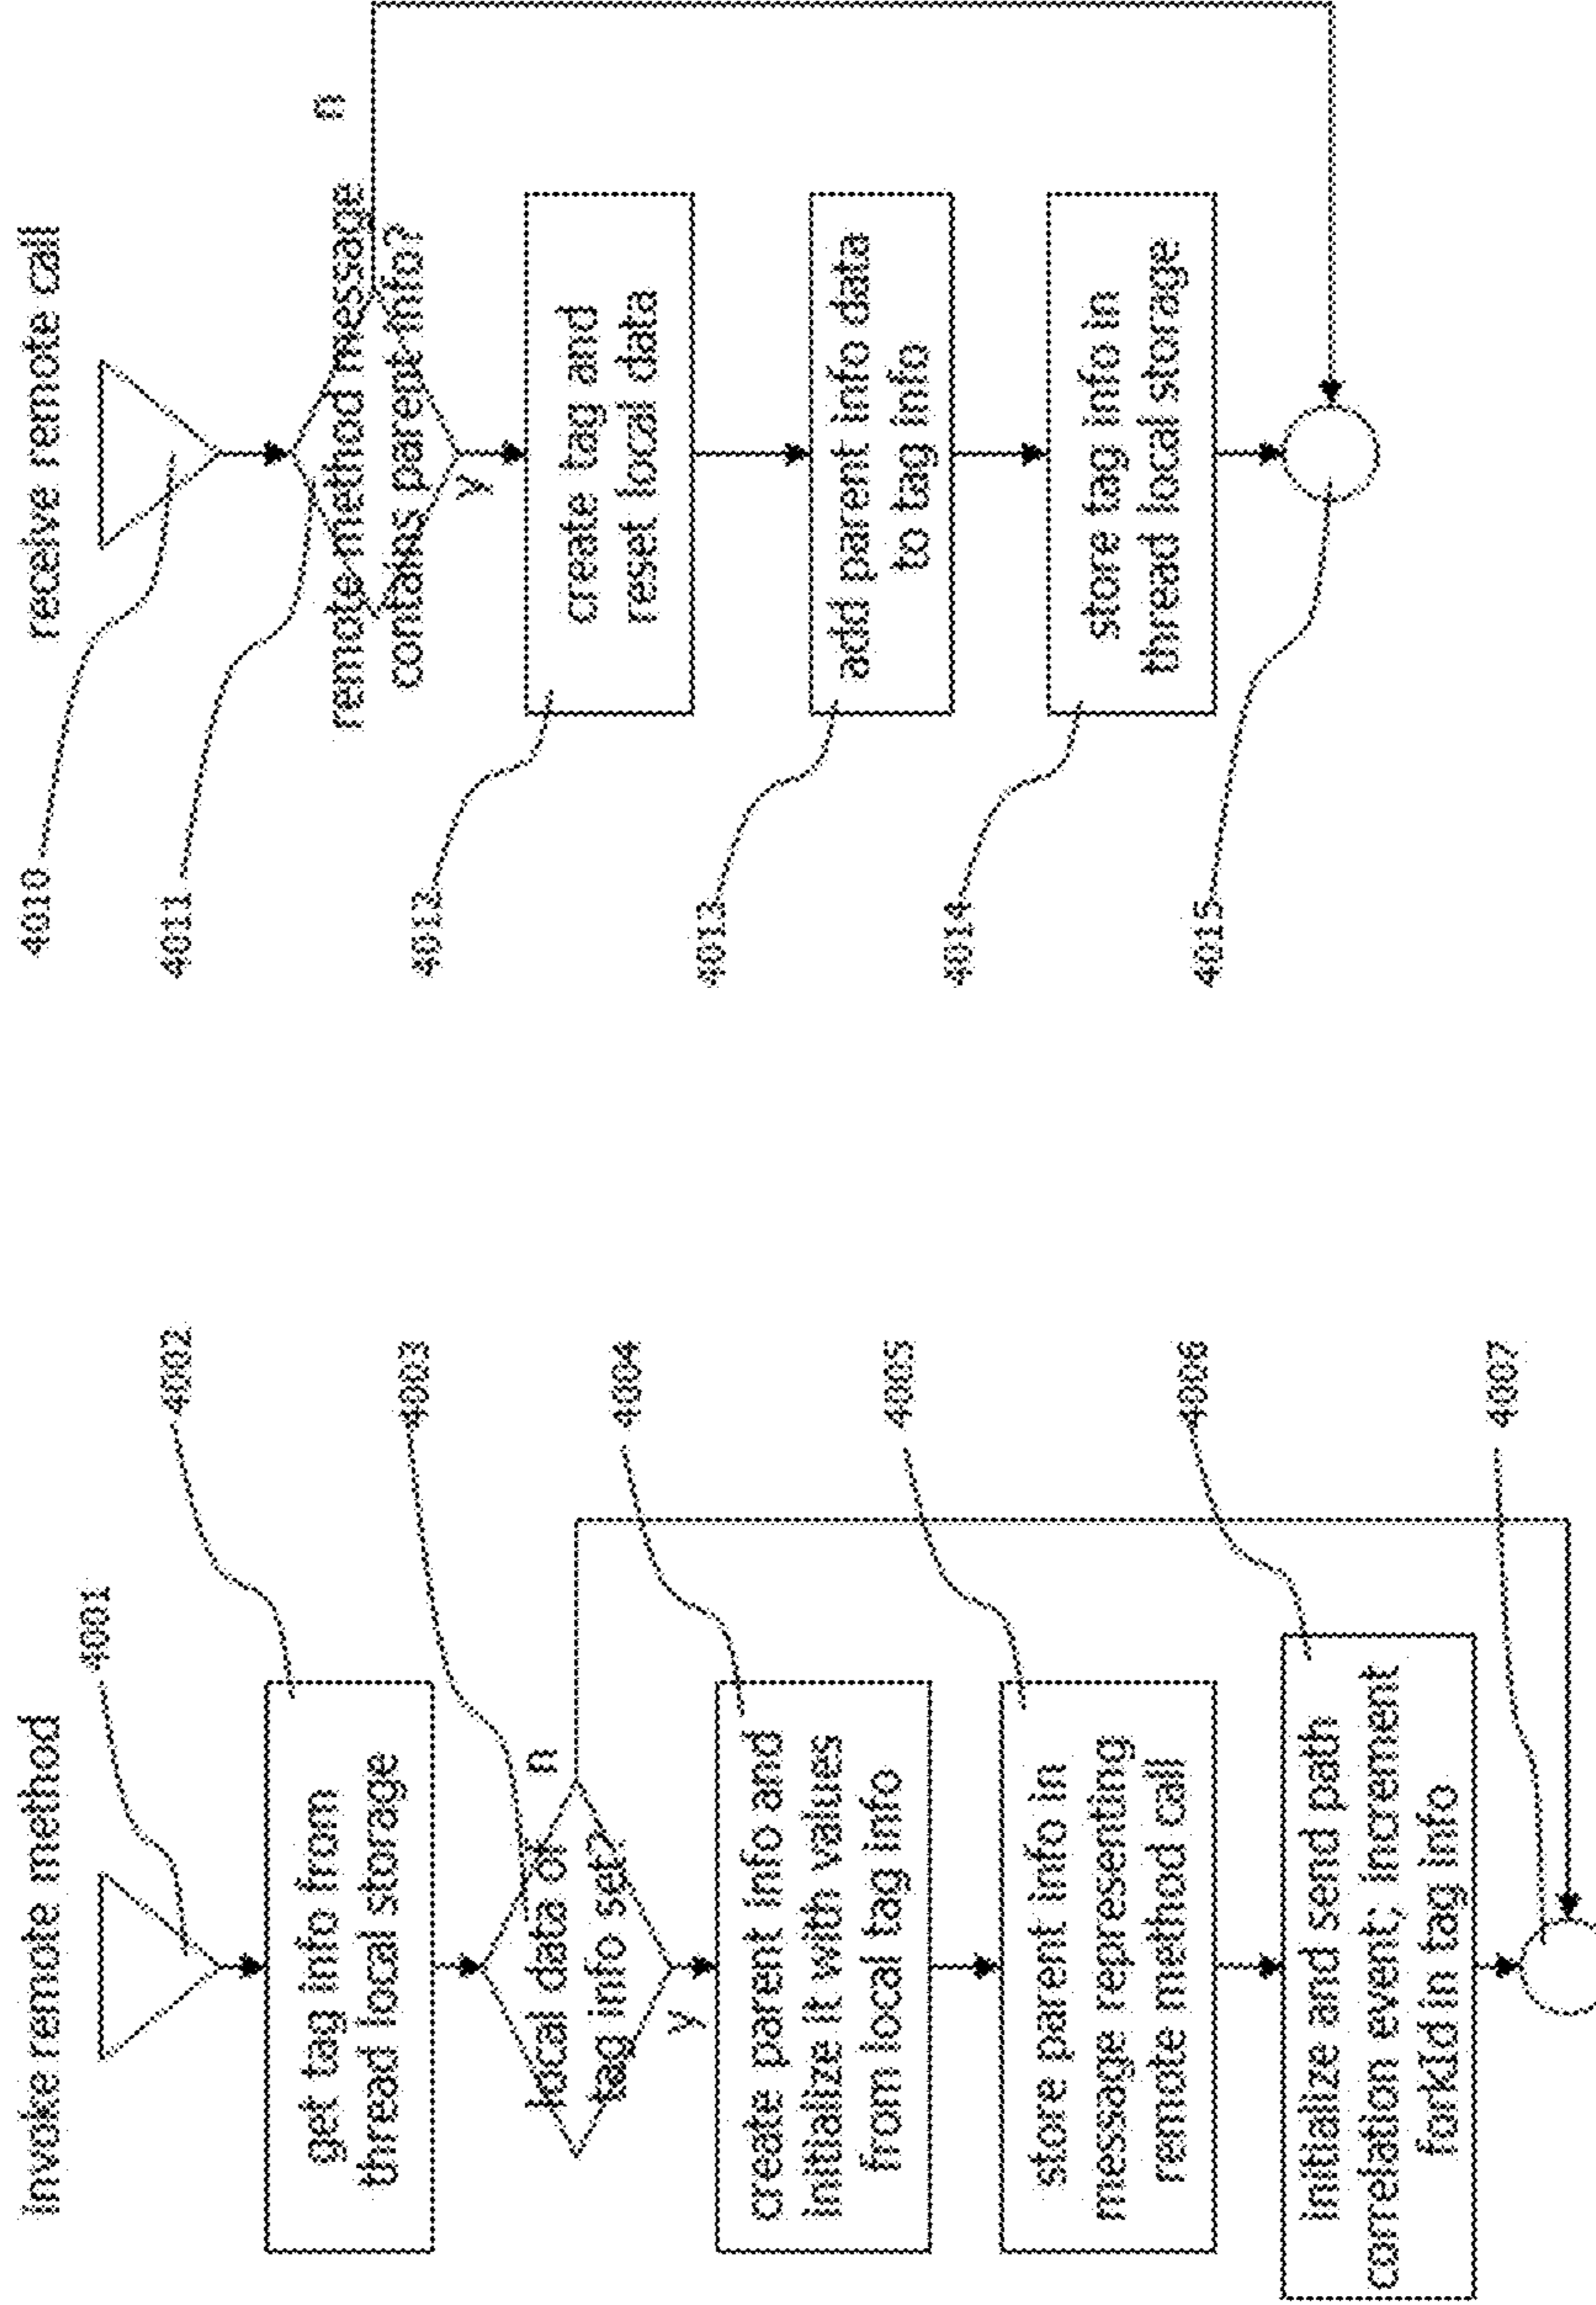 invoke remote method
4001
4002
get tag info from
thread local storage
4003
local data of
tag info set?
n
y
4004
create parent info and
initialize it with values
from local tag info
4005
store parent info in
message representing
remote method call
4006
initialize and send path
correlation event; increment
forkId in tag info
4007
receive remote call
4010
4011
remote method message
contains parent info?
n
y
4012
create tag and
reset local data
4013
add parent info data
to tag info
4014
store tag info in
thread local storage
4015